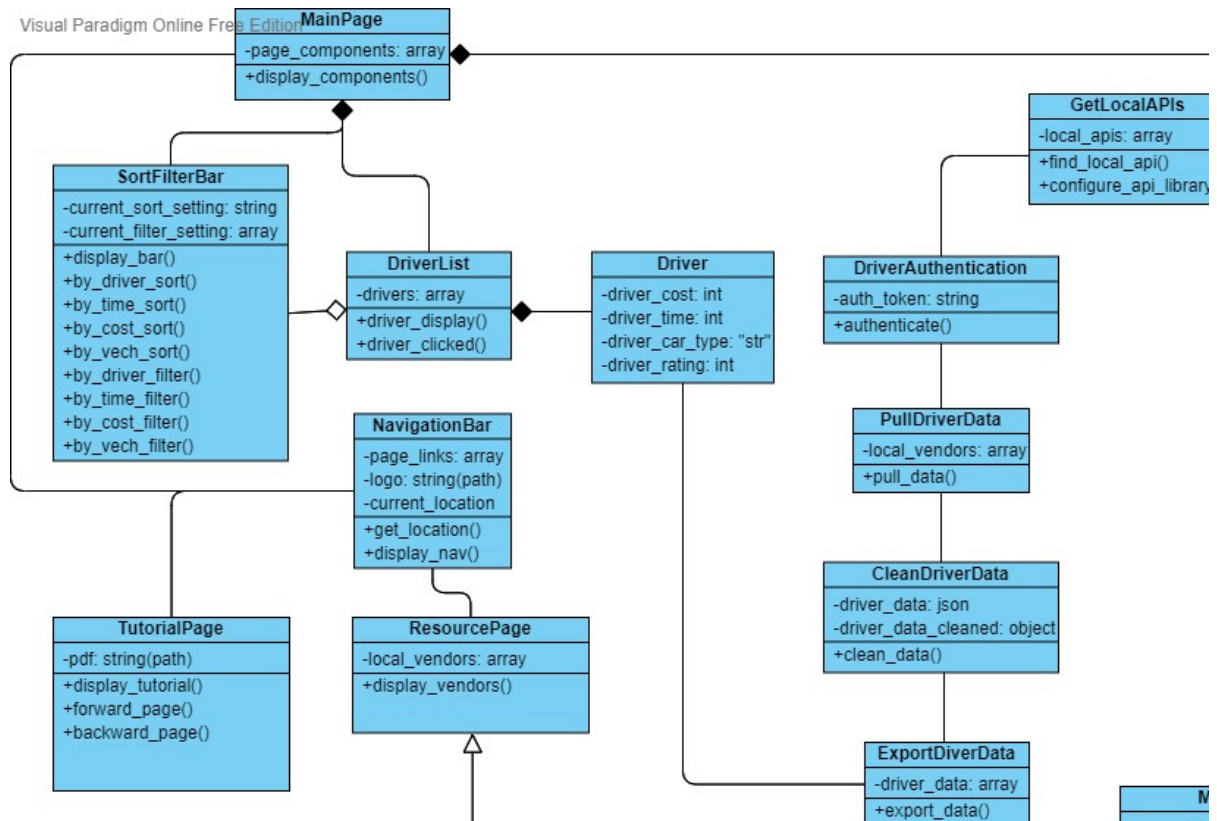 Visual Paradigm Online Free Edition
MainPage
-page_components: array
+display_components()
GetLocalAPIs
-local_apis: array
+find_local_api()
+configure_api_library
SortFilterBar
-current_sort_setting: string
-current_filter_setting: array
+display_bar()
+by_driver_sort()
+by_time_sort()
+by_cost_sort()
+by_vech_sort()
+by_driver_filter()
+by_time_filter()
+by_cost_filter()
+by_vech_filter()
DriverList
-drivers: array
+driver_display()
+driver_clicked()
Driver
-driver_cost: int
-driver_time: int
-driver_car_type: "str"
-driver_rating: int
DriverAuthentication
-auth_token: string
+authenticate()
NavigationBar
-page_links: array
-logo: string(path)
-current_location
+get_location()
+display_nav()
PullDriverData
-local_vendors: array
+pull_data()
CleanDriverData
-driver_data: json
-driver_data_cleaned: object
+clean_data()
TutorialPage
-pdf: string(path)
+display_tutorial()
+forward_page()
+backward_page()
ResourcePage
-local_vendors: array
+display_vendors()
ExportDiverData
-driver_data: array
+export_data()